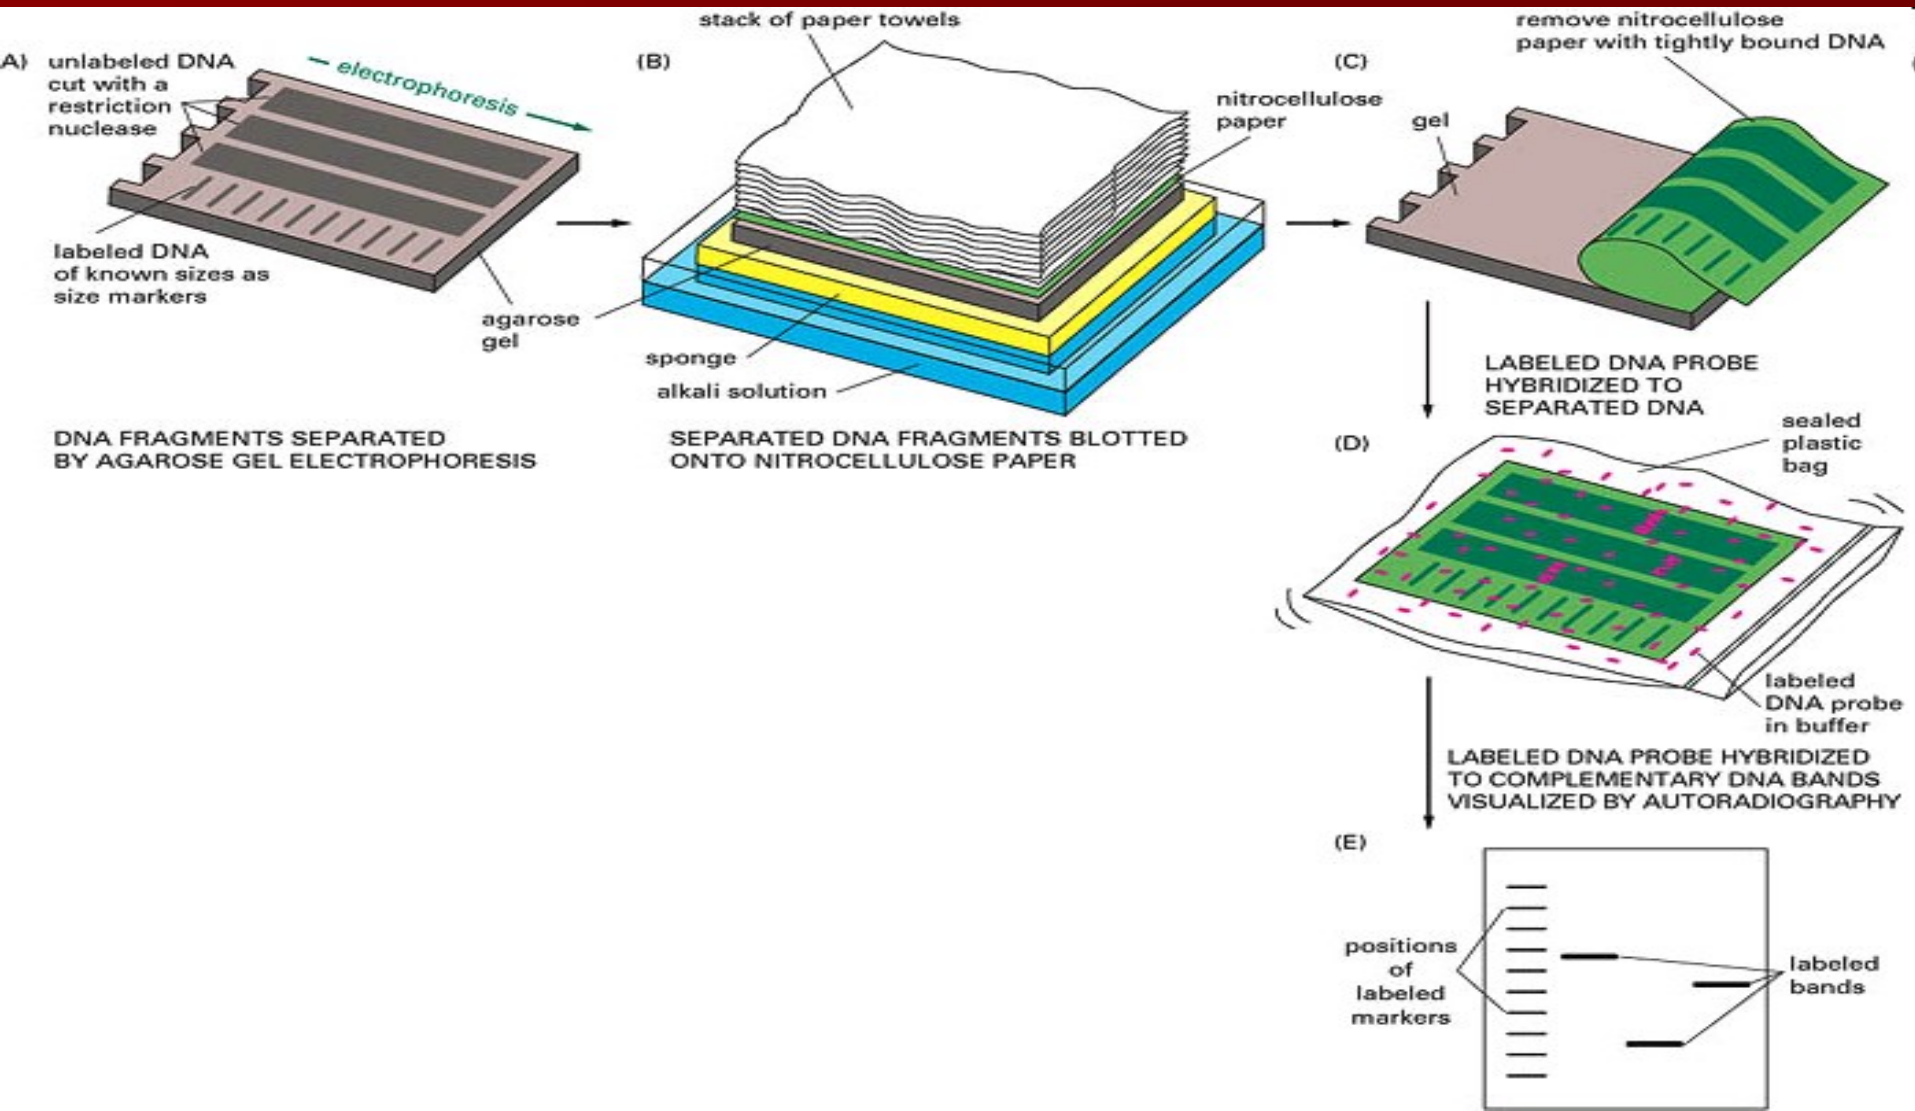 A)
unlabeled DNA
cut with a
restriction
nuclease
electrophoresis
labeled DNA
of known sizes as
size markers
agarose
gel
DNA FRAGMENTS SEPARATED
BY AGAROSE GEL ELECTROPHORESIS
(B)
stack of paper towels
nitrocellulose
paper
sponge
alkali solution
SEPARATED DNA FRAGMENTS BLOTTED
ONTO NITROCELLULOSE PAPER
(C)
remove nitrocellulose
paper with tightly bound DNA
gel
LABELED DNA PROBE
HYBRIDIZED TO
SEPARATED DNA
(D)
sealed
plastic
bag
labeled
DNA probe
in buffer
LABELED DNA PROBE HYBRIDIZED
TO COMPLEMENTARY DNA BANDS
VISUALIZED BY AUTORADIOGRAPHY
(E)
positions
of
labeled
markers
labeled
bands